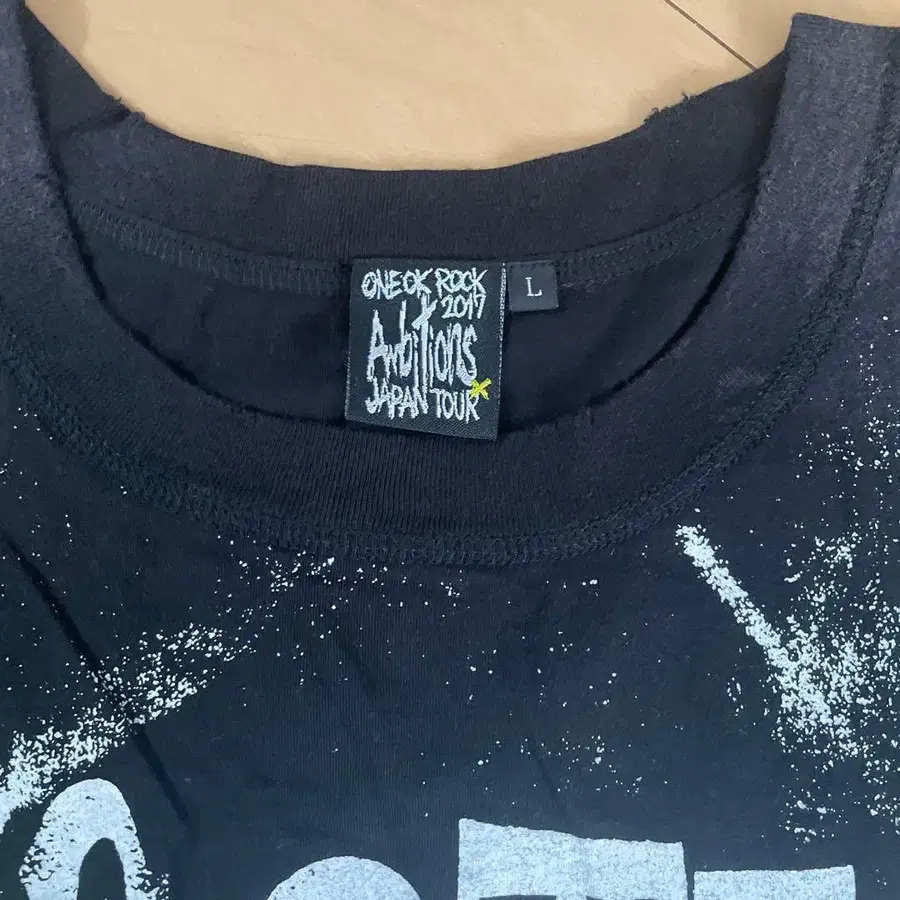 ONE OK ROCK
2017
Ambitions
JAPAN TOUR
L